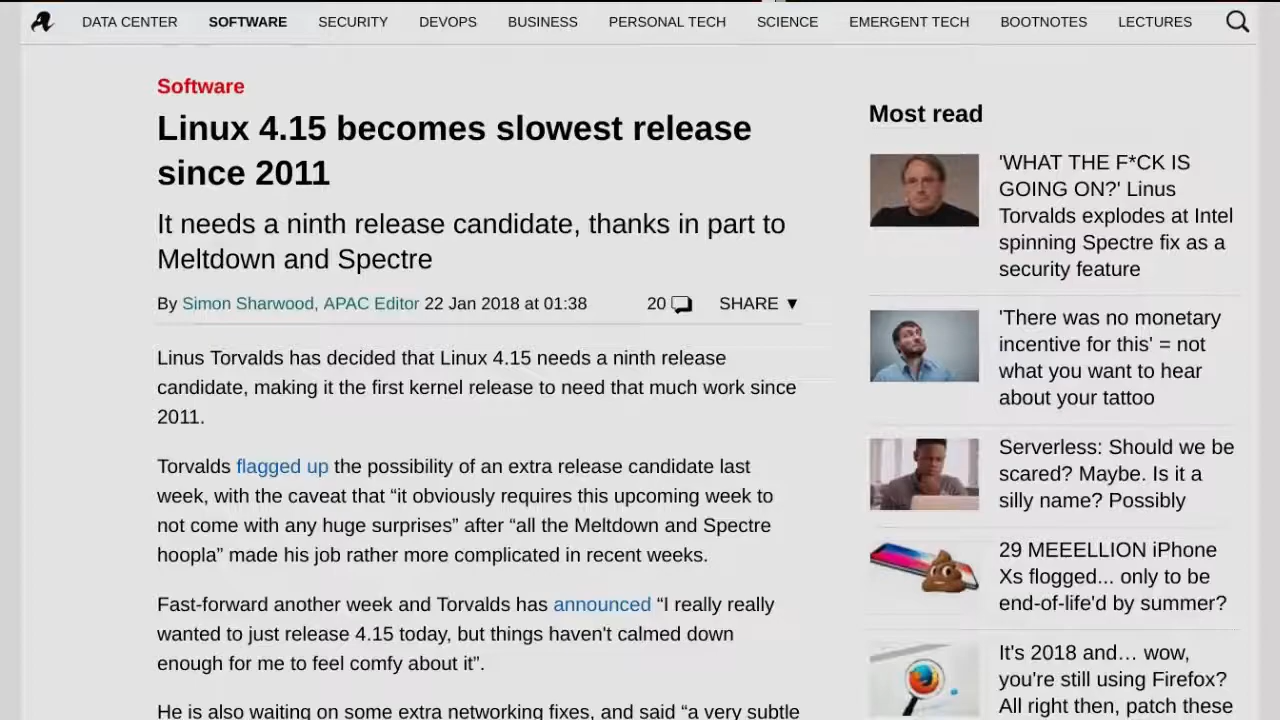 DATA CENTER SOFTWARE SECURITY DEVOPS BUSINESS PERSONAL TECH SCIENCE EMERGENT TECH BOOTNOTES LECTURES
Software
Linux 4.15 becomes slowest release
since 2011
It needs a ninth release candidate, thanks in part to
Meltdown and Spectre
By Simon Sharwood, APAC Editor 22 Jan 2018 at 01:38 20 SHARE ▼
Linus Torvalds has decided that Linux 4.15 needs a ninth release
candidate, making it the first kernel release to need that much work since
2011.
Torvalds flagged up the possibility of an extra release candidate last
week, with the caveat that “it obviously requires this upcoming week to
not come with any huge surprises” after “all the Meltdown and Spectre
hoopla” made his job rather more complicated in recent weeks.
Fast-forward another week and Torvalds has announced “I really really
wanted to just release 4.15 today, but things haven't calmed down
enough for me to feel comfy about it”.
He is also waiting on some extra networking fixes, and said “a very subtle
Most read
'WHAT THE F*CK IS
GOING ON?' Linus
Torvalds explodes at Intel
spinning Spectre fix as a
security feature
'There was no monetary
incentive for this' = not
what you want to hear
about your tattoo
Serverless: Should we be
scared? Maybe. Is it a
silly name? Possibly
29 MEEELLION iPhone
Xs flogged... only to be
end-of-life'd by summer?
It's 2018 and… wow,
you're still using Firefox?
All right then, patch these